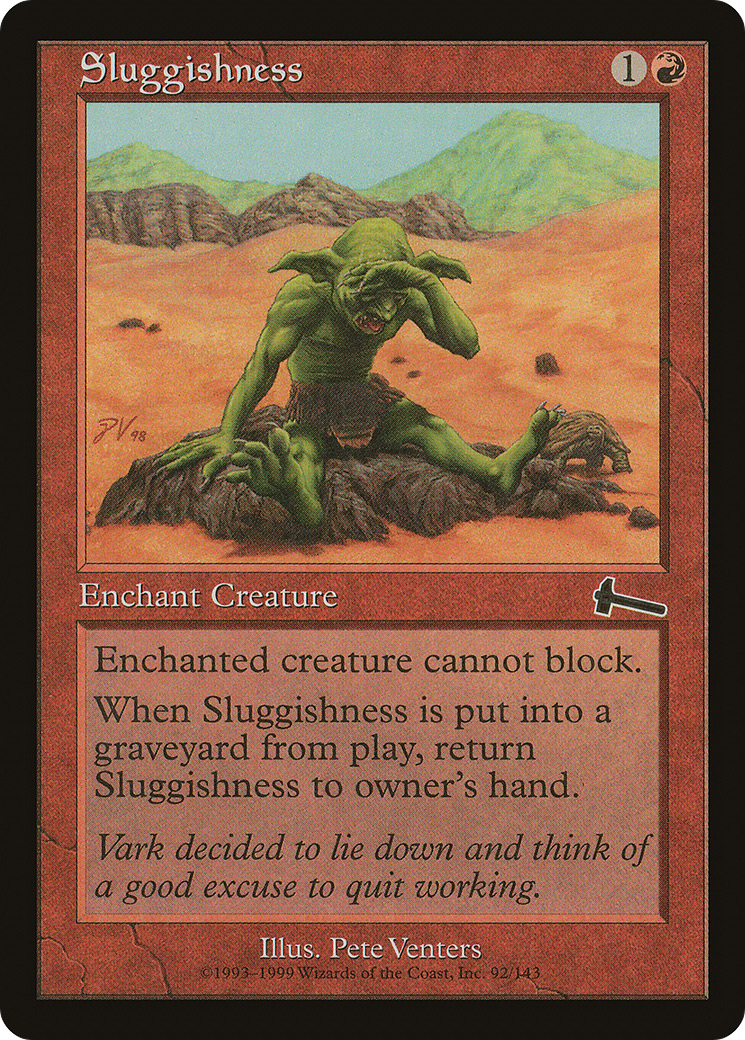 Sluggishness 1
PV 98
Enchant Creature
Enchanted creature cannot block.
When Sluggishness is put into a
graveyard from play, return
Sluggishness to owner's hand.
Vark decided to lie down and think of
a good excuse to quit working.
Illus. Pete Venters
©1993–1999 Wizards of the Coast, Inc. 92/143